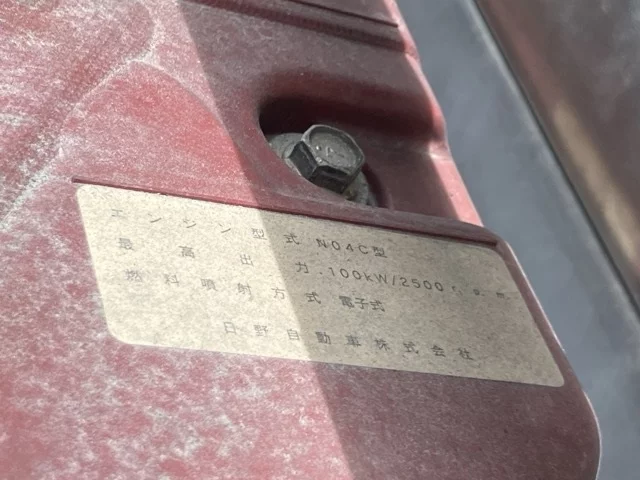 エンジン型式 N04C型
最高出力 100kW/2500r.p.m
燃料噴射方式 電子式
日野自動車株式会社